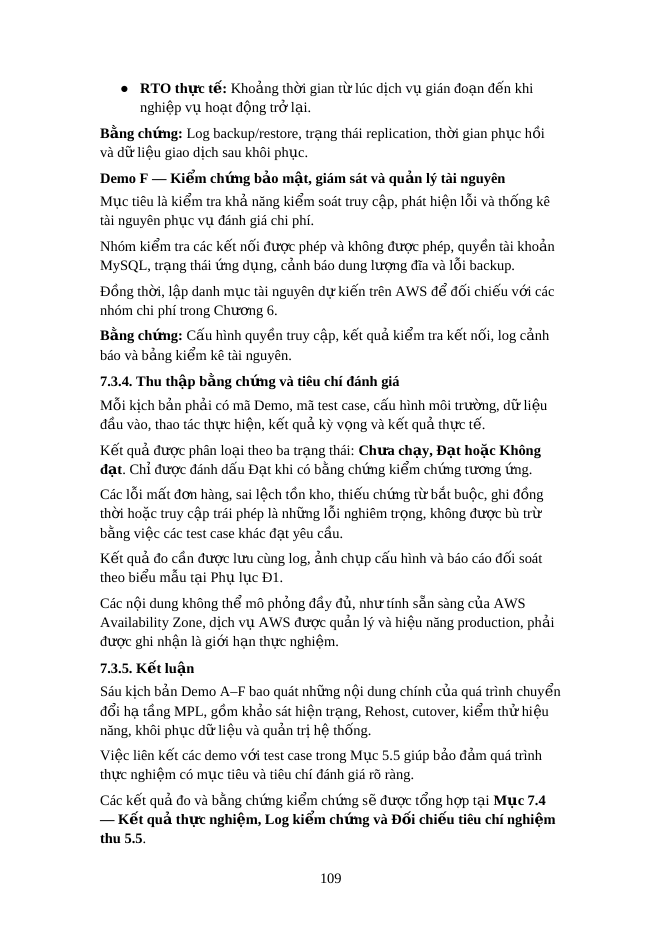 ● RTO thực tế: Khoảng thời gian từ lúc dịch vụ gián đoạn đến khi
nghiệp vụ hoạt động trở lại.
Bằng chứng: Log backup/restore, trạng thái replication, thời gian phục hồi
và dữ liệu giao dịch sau khôi phục.
Demo F — Kiểm chứng bảo mật, giám sát và quản lý tài nguyên
Mục tiêu là kiểm tra khả năng kiểm soát truy cập, phát hiện lỗi và thống kê
tài nguyên phục vụ đánh giá chi phí.
Nhóm kiểm tra các kết nối được phép và không được phép, quyền tài khoản
MySQL, trạng thái ứng dụng, cảnh báo dung lượng đĩa và lỗi backup.
Đồng thời, lập danh mục tài nguyên dự kiến trên AWS để đối chiếu với các
nhóm chi phí trong Chương 6.
Bằng chứng: Cấu hình quyền truy cập, kết quả kiểm tra kết nối, log cảnh
báo và bảng kiểm kê tài nguyên.
7.3.4. Thu thập bằng chứng và tiêu chí đánh giá
Mỗi kịch bản phải có mã Demo, mã test case, cấu hình môi trường, dữ liệu
đầu vào, thao tác thực hiện, kết quả kỳ vọng và kết quả thực tế.
Kết quả được phân loại theo ba trạng thái: Chưa chạy, Đạt hoặc Không
đạt. Chỉ được đánh dấu Đạt khi có bằng chứng kiểm chứng tương ứng.
Các lỗi mất đơn hàng, sai lệch tồn kho, thiếu chứng từ bắt buộc, ghi đồng
thời hoặc truy cập trái phép là những lỗi nghiêm trọng, không được bù trừ
bằng việc các test case khác đạt yêu cầu.
Kết quả đo cần được lưu cùng log, ảnh chụp cấu hình và báo cáo đối soát
theo biểu mẫu tại Phụ lục Đ1.
Các nội dung không thể mô phỏng đầy đủ, như tính sẵn sàng của AWS
Availability Zone, dịch vụ AWS được quản lý và hiệu năng production, phải
được ghi nhận là giới hạn thực nghiệm.
7.3.5. Kết luận
Sáu kịch bản Demo A–F bao quát những nội dung chính của quá trình chuyển
đổi hạ tầng MPL, gồm khảo sát hiện trạng, Rehost, cutover, kiểm thử hiệu
năng, khôi phục dữ liệu và quản trị hệ thống.
Việc liên kết các demo với test case trong Mục 5.5 giúp bảo đảm quá trình
thực nghiệm có mục tiêu và tiêu chí đánh giá rõ ràng.
Các kết quả đo và bằng chứng kiểm chứng sẽ được tổng hợp tại Mục 7.4
— Kết quả thực nghiệm, Log kiểm chứng và Đối chiếu tiêu chí nghiệm
thu 5.5.
109